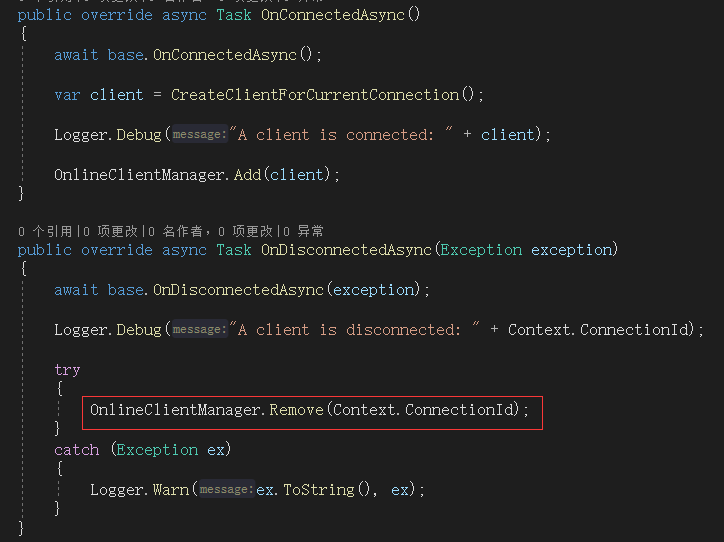 public override async Task OnConnectedAsync()
{
await base.OnConnectedAsync();
var client = CreateClientForCurrentConnection();
Logger.Debug(message:"A client is connected: " + client);
OnlineClientManager.Add(client);
}
0 个引用|0 项更改|0 名作者，0 项更改|0 异常
public override async Task OnDisconnectedAsync(Exception exception)
{
await base.OnDisconnectedAsync(exception);
Logger.Debug(message:"A client is disconnected: " + Context.ConnectionId);
try
{
OnlineClientManager.Remove(Context.ConnectionId);
}
catch (Exception ex)
{
Logger.Warn(message:ex.ToString(), ex);
}
}